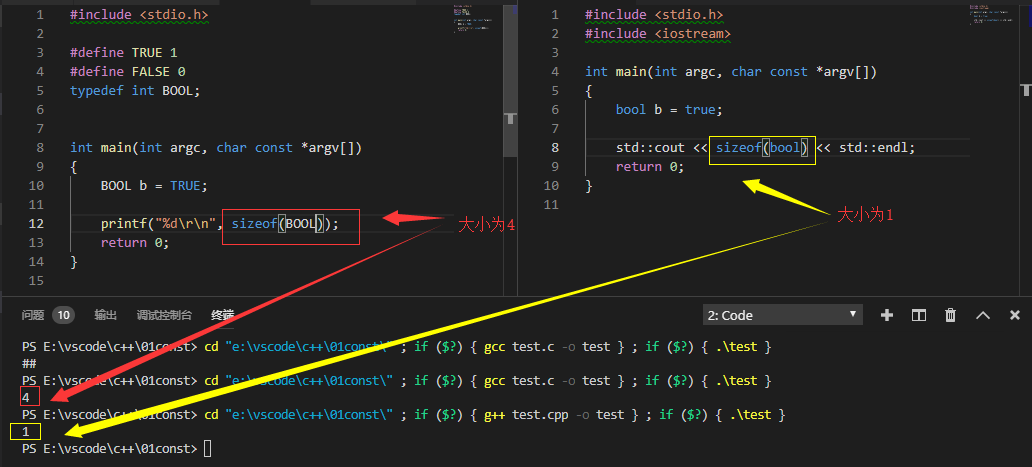 1 #include <stdio.h>
2
3 #define TRUE 1
4 #define FALSE 0
5 typedef int BOOL;
6
7
8 int main(int argc, char const *argv[])
9 {
10 BOOL b = TRUE;
11
12 printf("%d\r\n", sizeof(BOOL));
13 return 0;
14 }
15
大小为4
1 #include <stdio.h>
2 #include <iostream>
3
4 int main(int argc, char const *argv[])
5 {
6 bool b = true;
7
8 std::cout << sizeof(bool) << std::endl;
9 return 0;
10 }
11
大小为1
问题 10 输出 调试控制台 终端 2: Code
PS E:\vscode\c++\01const> cd "e:\vscode\c++\01const\" ; if ($?) { gcc test.c -o test } ; if ($?) { .\test }
##
PS E:\vscode\c++\01const> cd "e:\vscode\c++\01const\" ; if ($?) { gcc test.c -o test } ; if ($?) { .\test }
4
PS E:\vscode\c++\01const> cd "e:\vscode\c++\01const\" ; if ($?) { g++ test.cpp -o test } ; if ($?) { .\test }
1
PS E:\vscode\c++\01const>